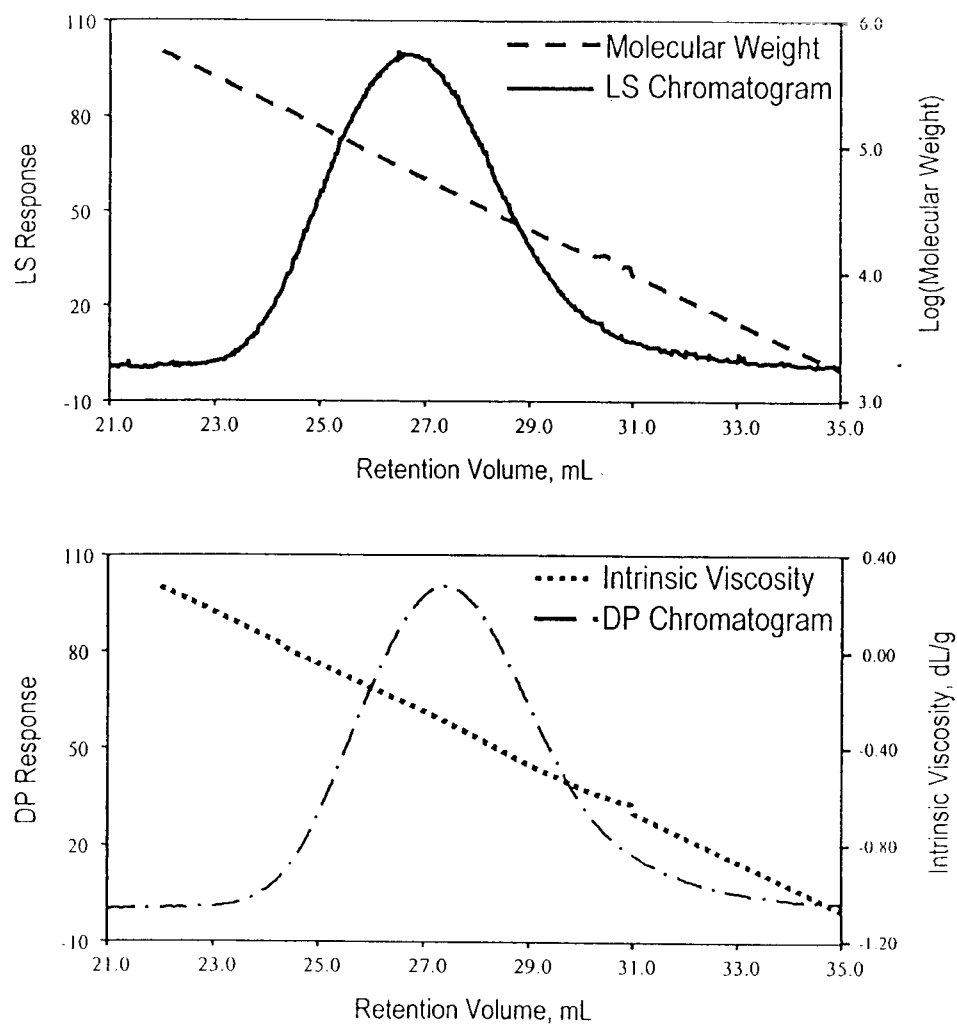 110
80
50
20
-10
LS Response
Molecular Weight
LS Chromatogram
6.0
5.0
4.0
3.0
Log(Molecular Weight)
21.0 23.0 25.0 27.0 29.0 31.0 33.0 35.0
Retention Volume, mL
110
80
50
20
-10
DP Response
Intrinsic Viscosity
DP Chromatogram
0.40
0.00
-0.40
-0.80
-1.20
Intrinsic Viscosity, dL/g
21.0 23.0 25.0 27.0 29.0 31.0 33.0 35.0
Retention Volume, mL